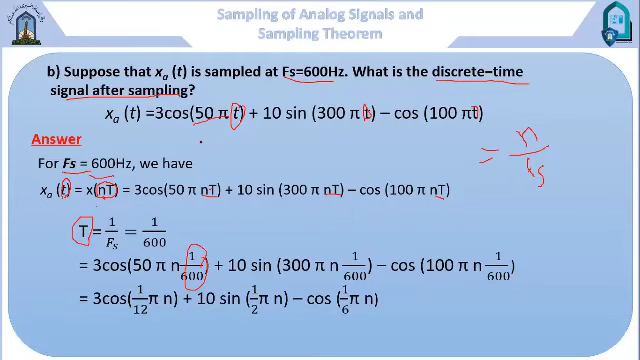 Sampling of Analog Signals and
Sampling Theorem
b) Suppose that xₐ (t) is sampled at Fs=600Hz. What is the discrete–time
signal after sampling?
xₐ (t) =3cos(50 π t) + 10 sin (300 π t) – cos (100 πt)
= n/Fs
Answer
For Fs = 600Hz, we have
xₐ (t) = x(nT) = 3cos(50 π nT) + 10 sin (300 π nT) – cos (100 π nT)
T = 1/Fₛ = 1/600
= 3cos(50 π n 1/600) + 10 sin (300 π n 1/600) – cos (100 π n 1/600)
= 3cos(1/12 π n) + 10 sin (1/2 π n) – cos (1/6 π n)